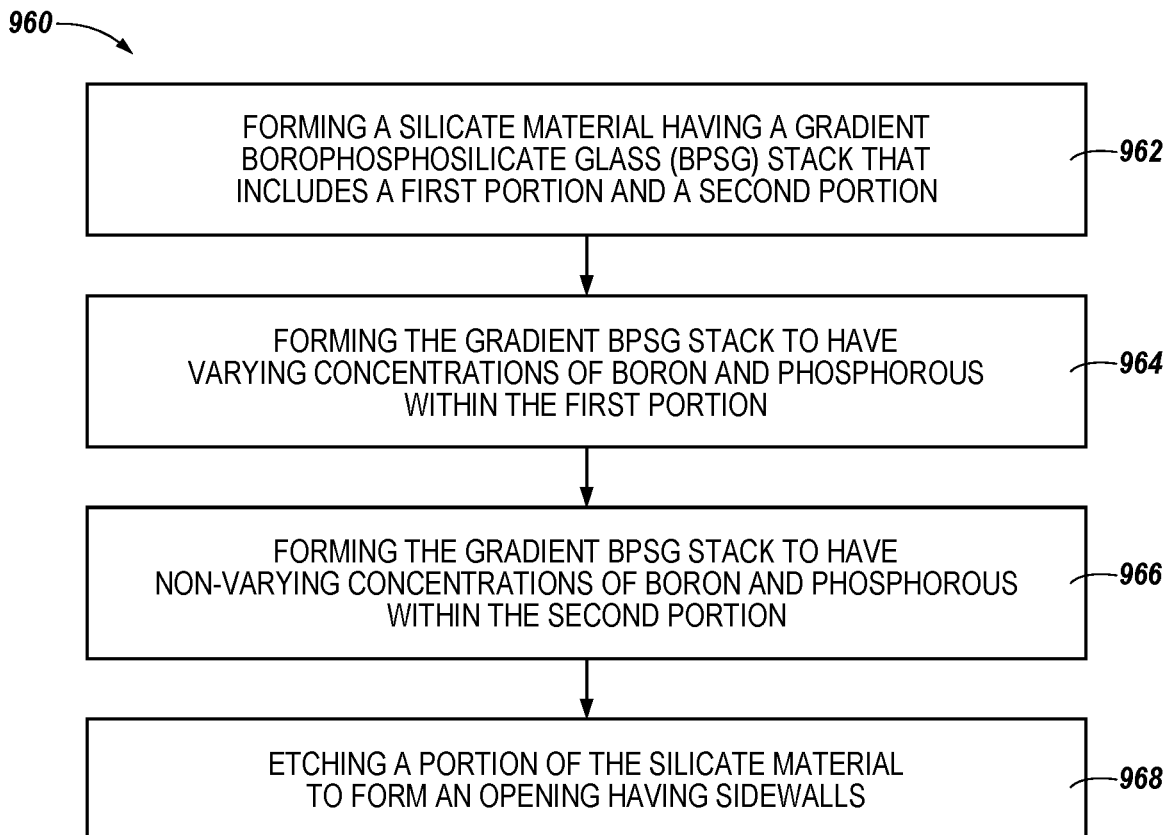 960
FORMING A SILICATE MATERIAL HAVING A GRADIENT
BOROPHOSPHOSILICATE GLASS (BPSG) STACK THAT
INCLUDES A FIRST PORTION AND A SECOND PORTION
962
FORMING THE GRADIENT BPSG STACK TO HAVE
VARYING CONCENTRATIONS OF BORON AND PHOSPHOROUS
WITHIN THE FIRST PORTION
964
FORMING THE GRADIENT BPSG STACK TO HAVE
NON-VARYING CONCENTRATIONS OF BORON AND PHOSPHOROUS
WITHIN THE SECOND PORTION
966
ETCHING A PORTION OF THE SILICATE MATERIAL
TO FORM AN OPENING HAVING SIDEWALLS
968